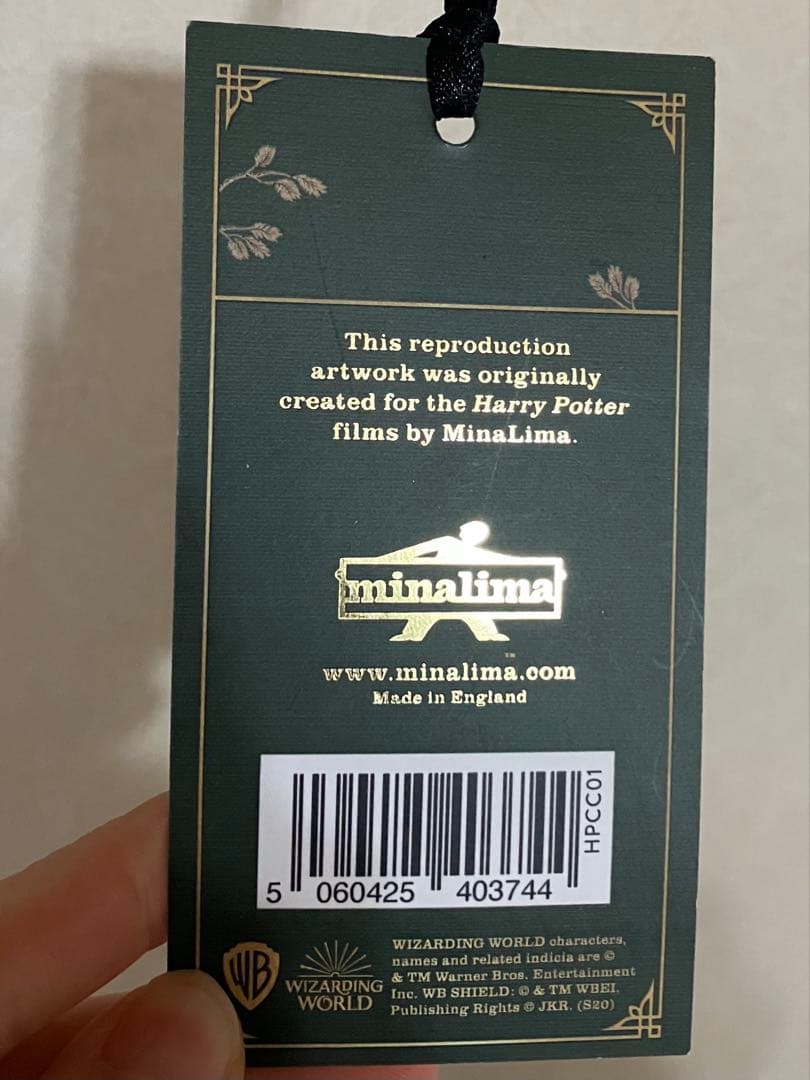 This reproduction
artwork was originally
created for the Harry Potter
films by MinaLima.
minalima
™
www.minalima.com
Made in England
HPCC01
5 060425 403744
WB
WIZARDING
WORLD
WIZARDING WORLD characters,
names and related indicia are ©
& TM Warner Bros. Entertainment
Inc. WB SHIELD: © & TM WBEI.
Publishing Rights © JKR. (S20)